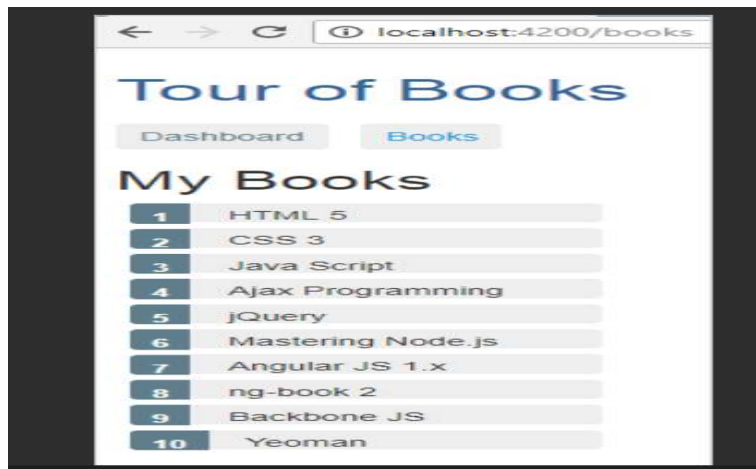 localhost:4200/books
Tour of Books
Dashboard Books
My Books
1 HTML 5
2 CSS 3
3 Java Script
4 Ajax Programming
5 jQuery
6 Mastering Node.js
7 Angular JS 1.x
8 ng-book 2
9 Backbone JS
10 Yeoman